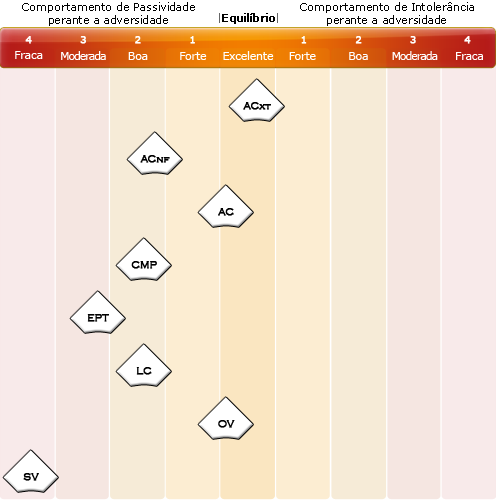 Comportamento de Passividade
perante a adversidade
|Equilíbrio|
Comportamento de Intolerância
perante a adversidade
4 3 2 1 1 2 3 4
Fraca Moderada Boa Forte Excelente Forte Boa Moderada Fraca
ACXT
ACNF
AC
CMP
EPT
LC
OV
SV